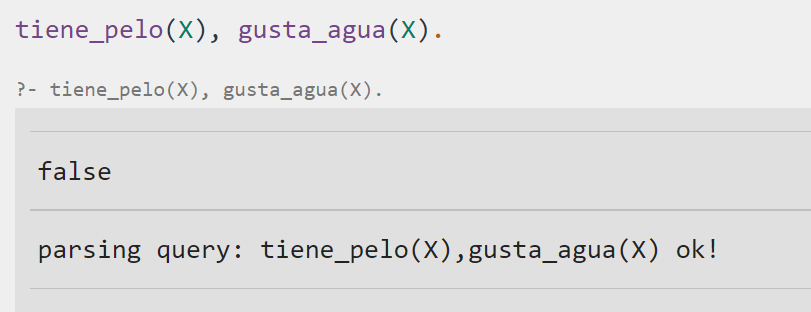 tiene_pelo(X), gusta_agua(X).
?- tiene_pelo(X), gusta_agua(X).
false
parsing query: tiene_pelo(X),gusta_agua(X) ok!